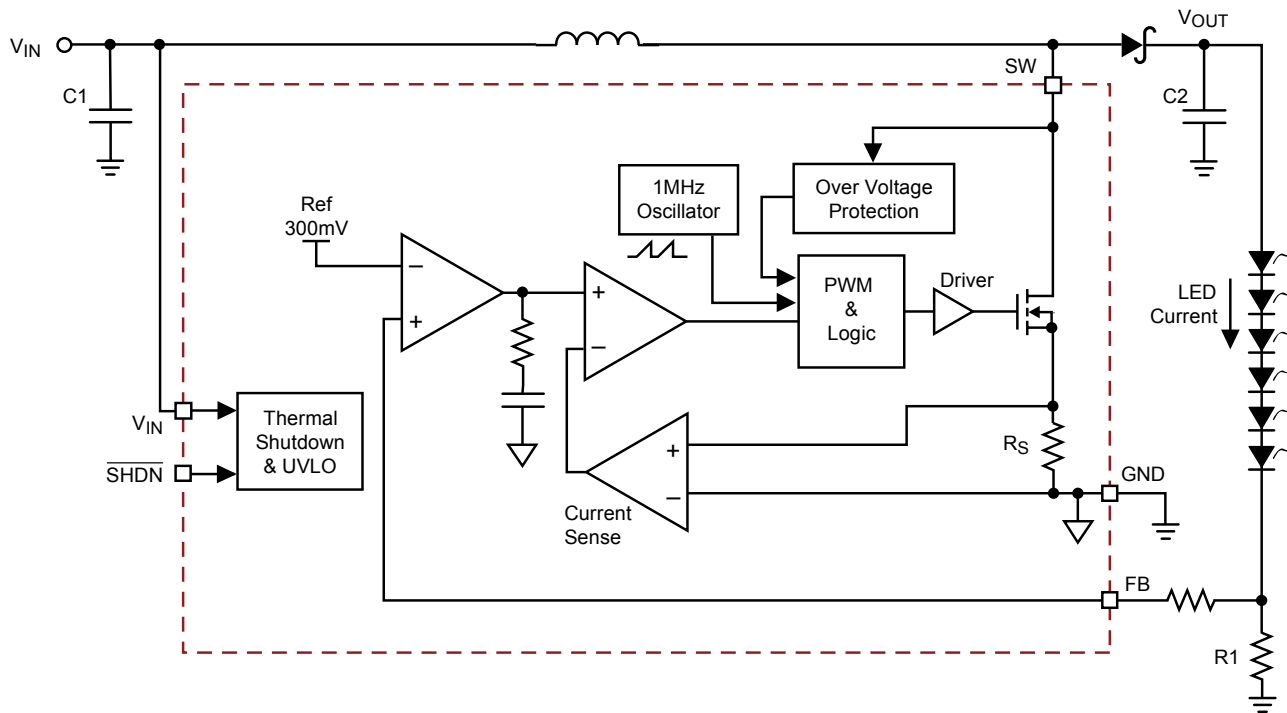 VIN
VOUT
SW
C1
C2
1MHz
Oscillator
Over Voltage
Protection
Ref
300mV
−
+
+
−
PWM
&
Logic
Driver
LED
Current
VIN
SHDN
Thermal
Shutdown
& UVLO
+
−
Current
Sense
RS
GND
FB
R1